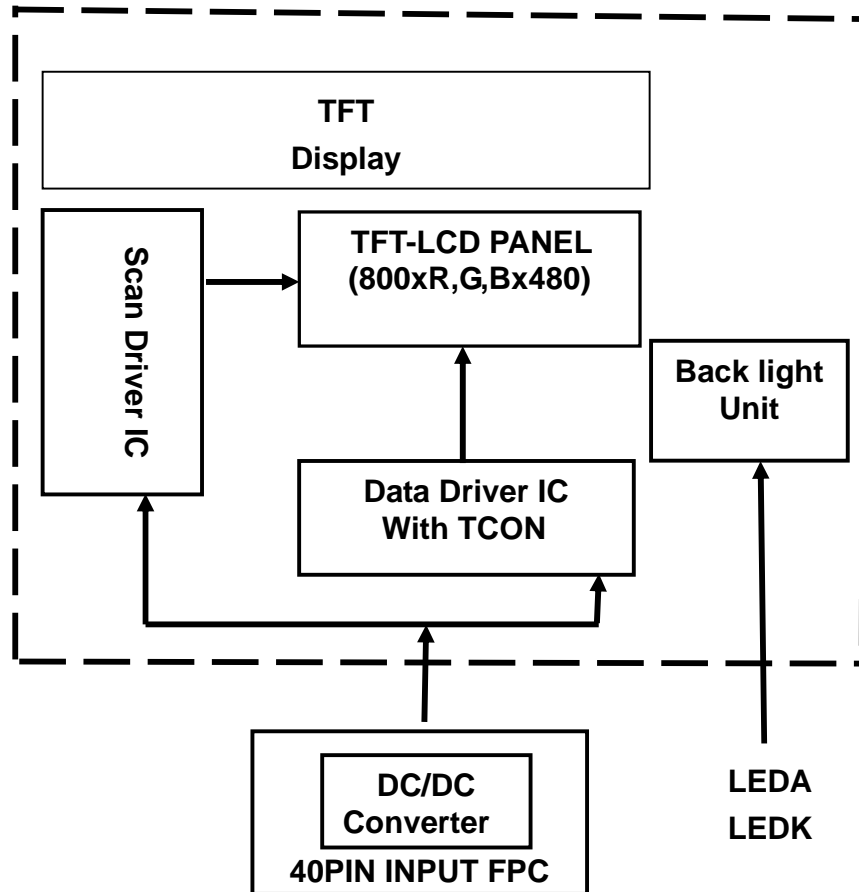 TFT
Display
TFT-LCD PANEL
(800xR,G,Bx480)
Scan Driver IC
Back light
Unit
Data Driver IC
With TCON
DC/DC
Converter
40PIN INPUT FPC
LEDA
LEDK